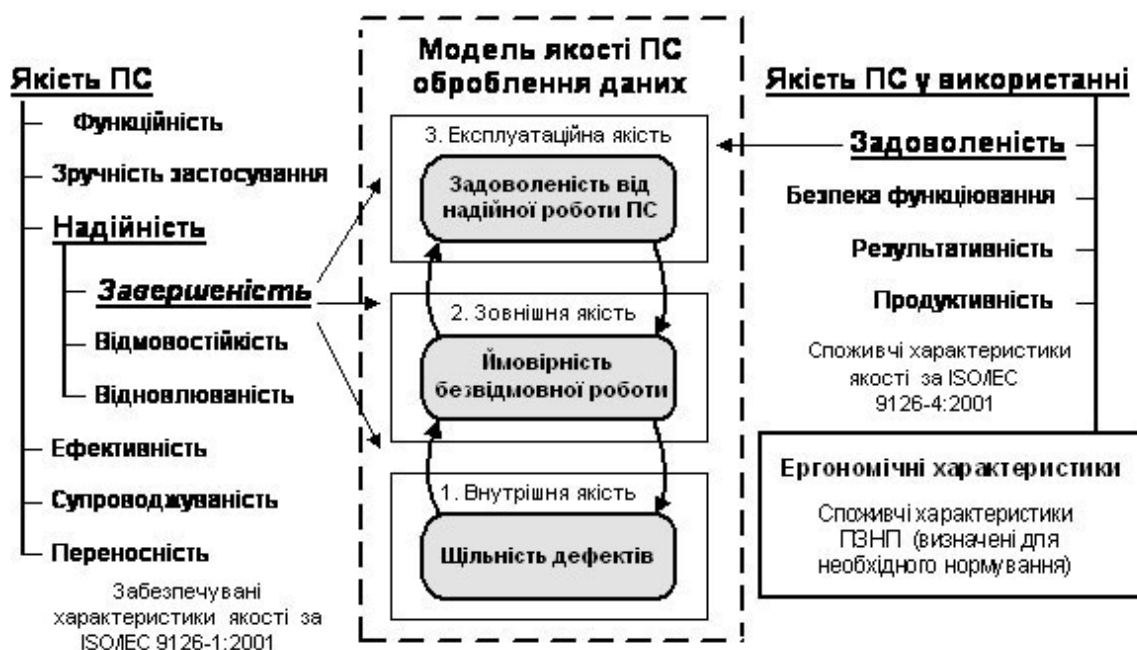 Якість ПС
Функційність
Зручність застосування
Надійність
Завершеність
Відмовостійкість
Відновлюваність
Ефективність
Супроводжуваність
Переносність
Забезпечувані
характеристики якості за
ISO/IEC 9126-1:2001
Модель якості ПС
оброблення даних
3. Експлуатаційна якість
Задоволеність від
надійної роботи ПС
2. Зовнішня якість
Ймовірність
безвідмовної роботи
1. Внутрішня якість
Щільність дефектів
Якість ПС у використанні
Задоволеність
Безпека функціювання
Результативність
Продуктивність
Споживчі характеристики
якості за ISO/IEC
9126-4:2001
Ергономічні характеристики
Споживчі характеристики
ПЗНП (визначені для
необхідного нормування)